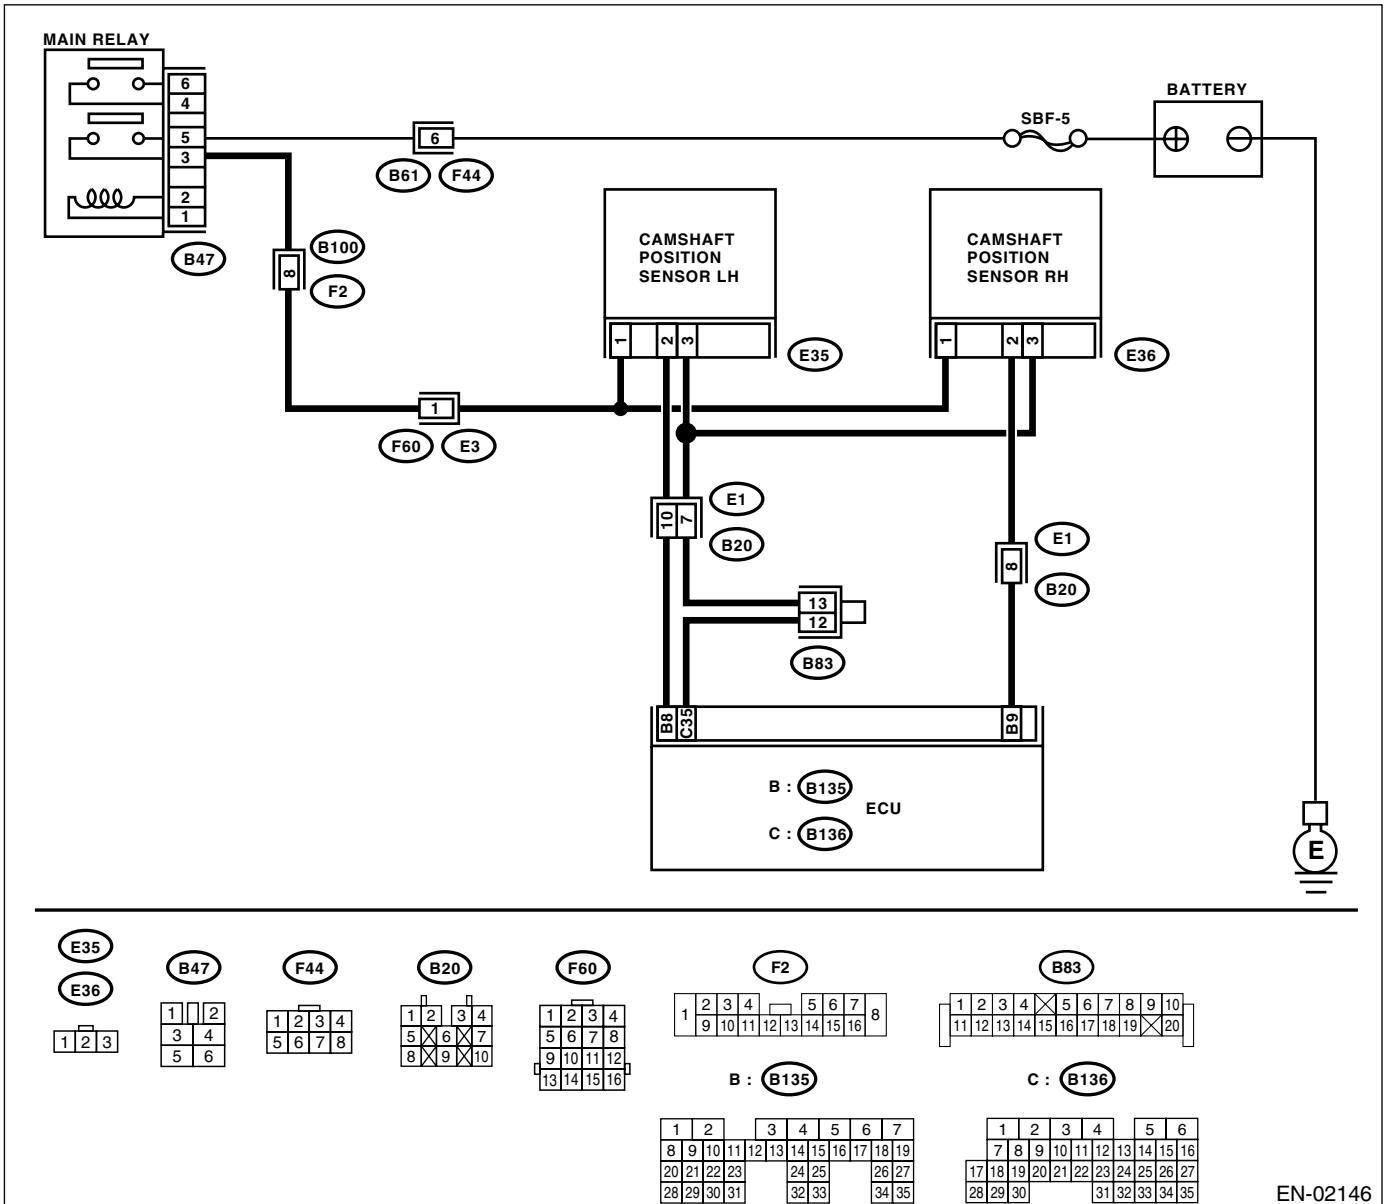 MAIN RELAY
BATTERY
SBF-5
6
4
5
3
2
1
6
B61 F44
B47
8
B100
F2
CAMSHAFT
POSITION
SENSOR LH
CAMSHAFT
POSITION
SENSOR RH
1 2 3
E35
1 2 3
E36
1
F60 E3
10 7
E1
B20
8
E1
B20
13
12
B83
B8 C35 B9
B : B135
ECU
C : B136
E
E35
E36
1 2 3
B47
1 2
3 4
5 6
F44
1 2 3 4
5 6 7 8
B20
1 2 3 4
5 6 7
8 9 10
F60
1 2 3 4
5 6 7 8
9 10 11 12
13 14 15 16
F2
1 2 3 4 5 6 7 8
9 10 11 12 13 14 15 16
B83
1 2 3 4 5 6 7 8 9 10
11 12 13 14 15 16 17 18 19 20
B : B135
1 2 3 4 5 6 7
8 9 10 11 12 13 14 15 16 17 18 19
20 21 22 23 24 25 26 27
28 29 30 31 32 33 34 35
C : B136
1 2 3 4 5 6
7 8 9 10 11 12 13 14 15 16
17 18 19 20 21 22 23 24 25 26 27
28 29 30 31 32 33 34 35
EN-02146